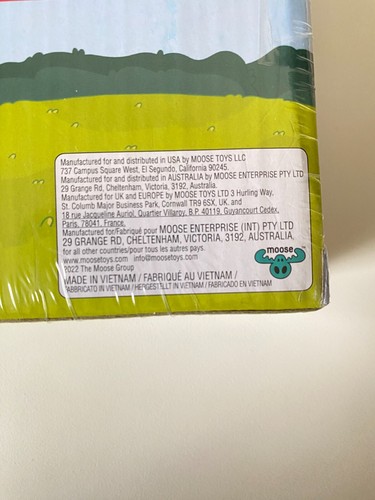 Manufactured for and distributed in USA by MOOSE TOYS LLC
737 Campus Square West, El Segundo, California 90245.
Manufactured for and distributed in AUSTRALIA by MOOSE ENTERPRISE PTY LTD
29 Grange Rd, Cheltenham, Victoria, 3192, Australia.
Manufactured for UK and EUROPE by MOOSE TOYS LTD 3 Hurling Way,
St. Columb Major Business Park, Cornwall TR9 6SX, UK. and
18 rue Jacqueline Auriol, Quartier Villaroy, B.P. 40119, Guyancourt Cedex,
Paris, 78041, France.
Manufactured for/Fabriqué pour MOOSE ENTERPRISE (INT) PTY LTD
29 GRANGE RD, CHELTENHAM, VICTORIA, 3192, AUSTRALIA.
for all other countries/pour tous les autres pays.
www.moosetoys.com info@moosetoys.com
2022 The Moose Group
MADE IN VIETNAM / FABRIQUÉ AU VIETNAM /
FABBRICATO IN VIETNAM / HERGESTELLT IN VIETNAM / FABRICADO EN VIETNAM
moose